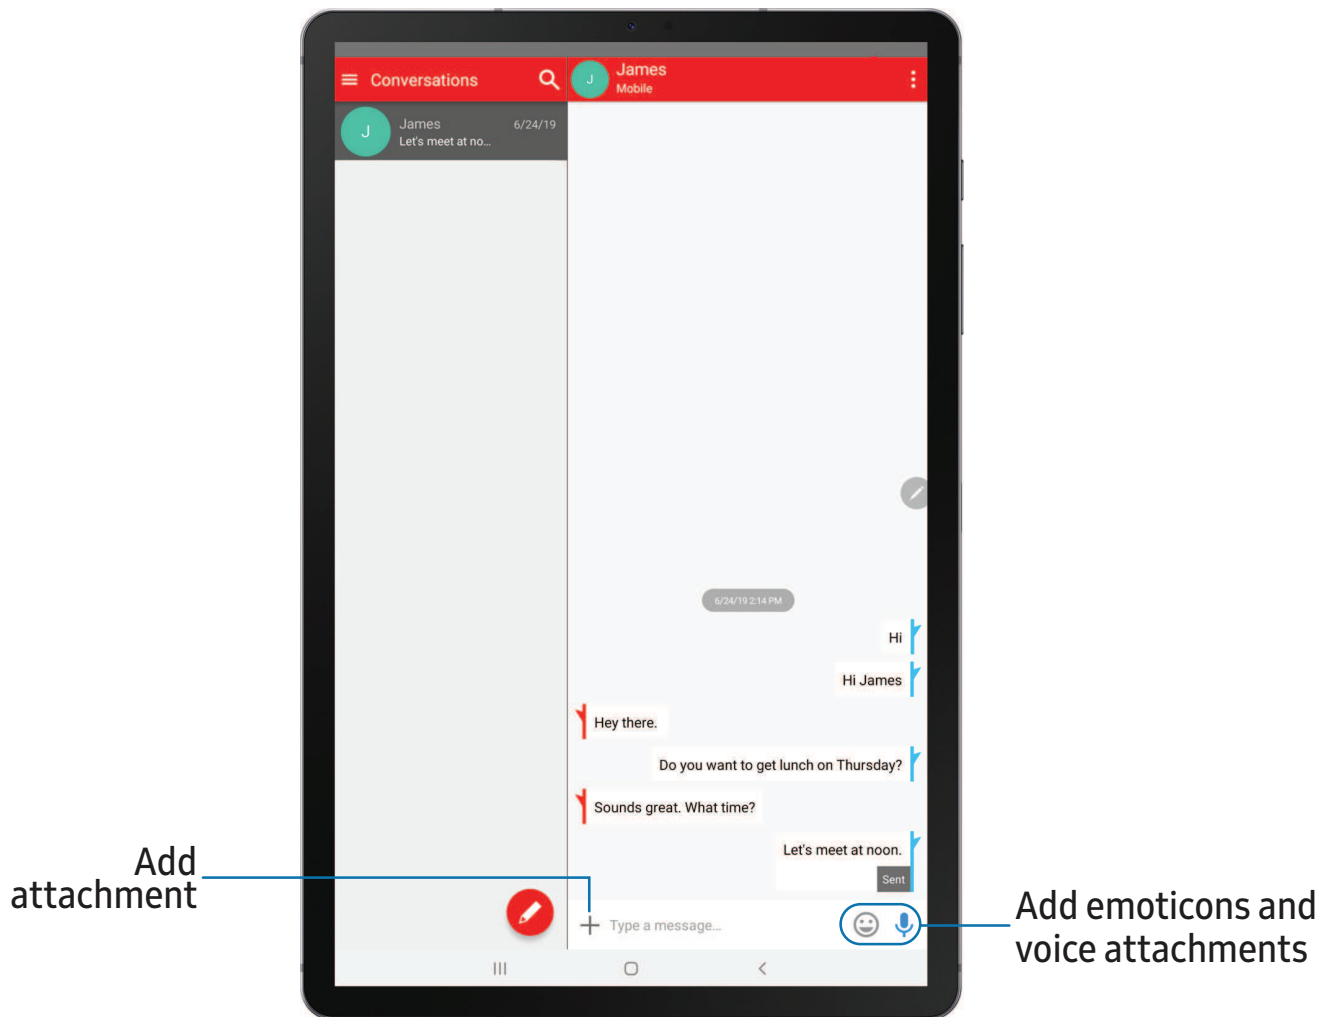 Conversations
James
Mobile
J
J
James
6/24/19
Let's meet at no...
6/24/19 2:14 PM
Hi
Hi James
Hey there.
Do you want to get lunch on Thursday?
Sounds great. What time?
Let's meet at noon.
Sent
Type a message...
Add
attachment
Add emoticons and
voice attachments